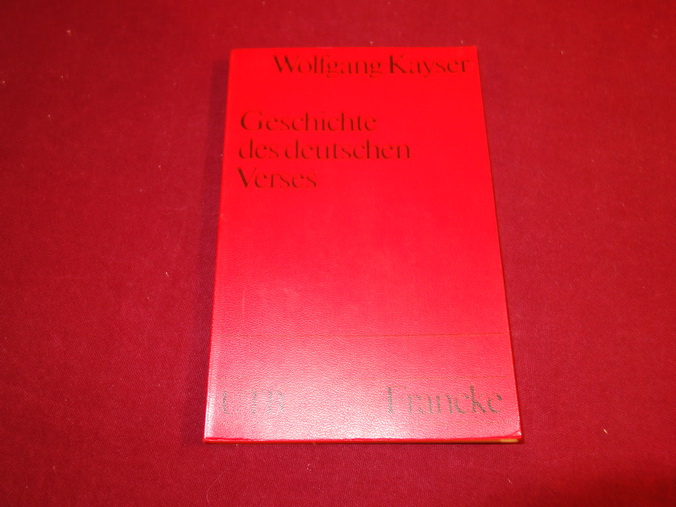 Wolfgang Kayser
Geschichte
des deutschen
Verses
UTB
Francke